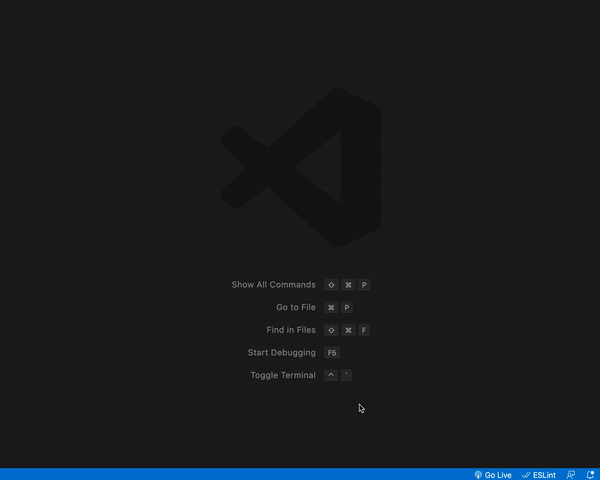 Show All Commands ⇧ ⌘ P
Go to File ⌘ P
Find in Files ⇧ ⌘ F
Start Debugging F5
Toggle Terminal ^ `
Go Live ESLint